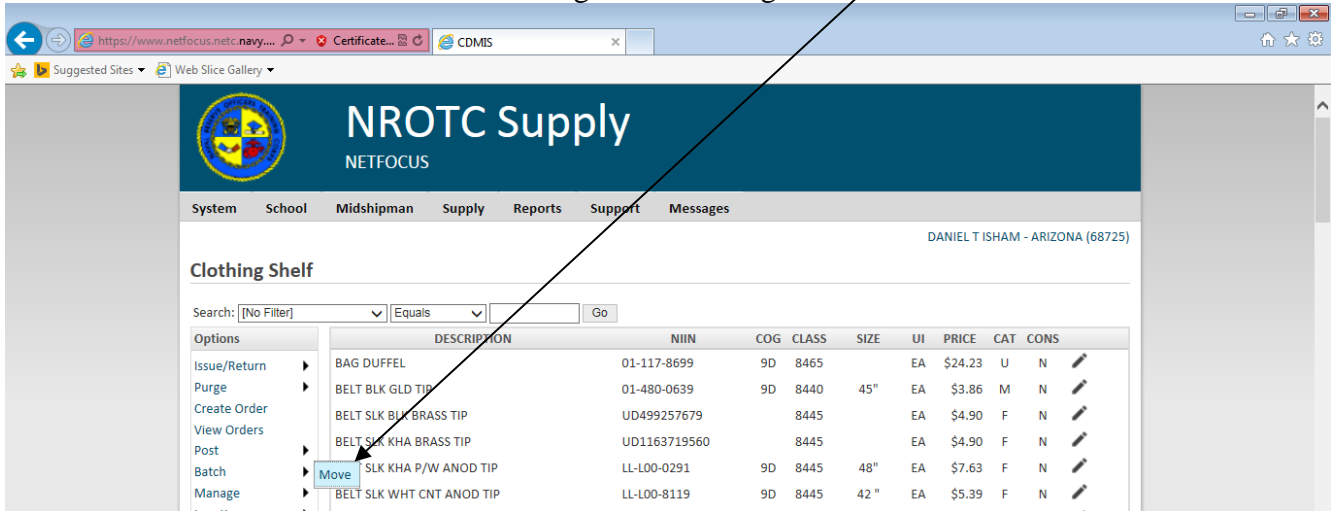 https://www.netfocus.netc.navy.... Certificate... CDMIS
Suggested Sites Web Slice Gallery
NROTC Supply
NETFOCUS
System School Midshipman Supply Reports Support Messages
DANIEL T ISHAM - ARIZONA (68725)
Clothing Shelf
Search: [No Filter] Equals Go
Options DESCRIPTION NIIN COG CLASS SIZE UI PRICE CAT CONS
Issue/Return BAG DUFFEL 01-117-8699 9D 8465 EA $24.23 U N
Purge BELT BLK GLD TIP 01-480-0639 9D 8440 45" EA $3.86 M N
Create Order BELT SLK BLK BRASS TIP UD499257679 8445 EA $4.90 F N
View Orders
Post BELT SLK KHA BRASS TIP UD1163719560 8445 EA $4.90 F N
Batch Move SLK KHA P/W ANOD TIP LL-L00-0291 9D 8445 48" EA $7.63 F N
Manage BELT SLK WHT CNT ANOD TIP LL-L00-8119 9D 8445 42 " EA $5.39 F N